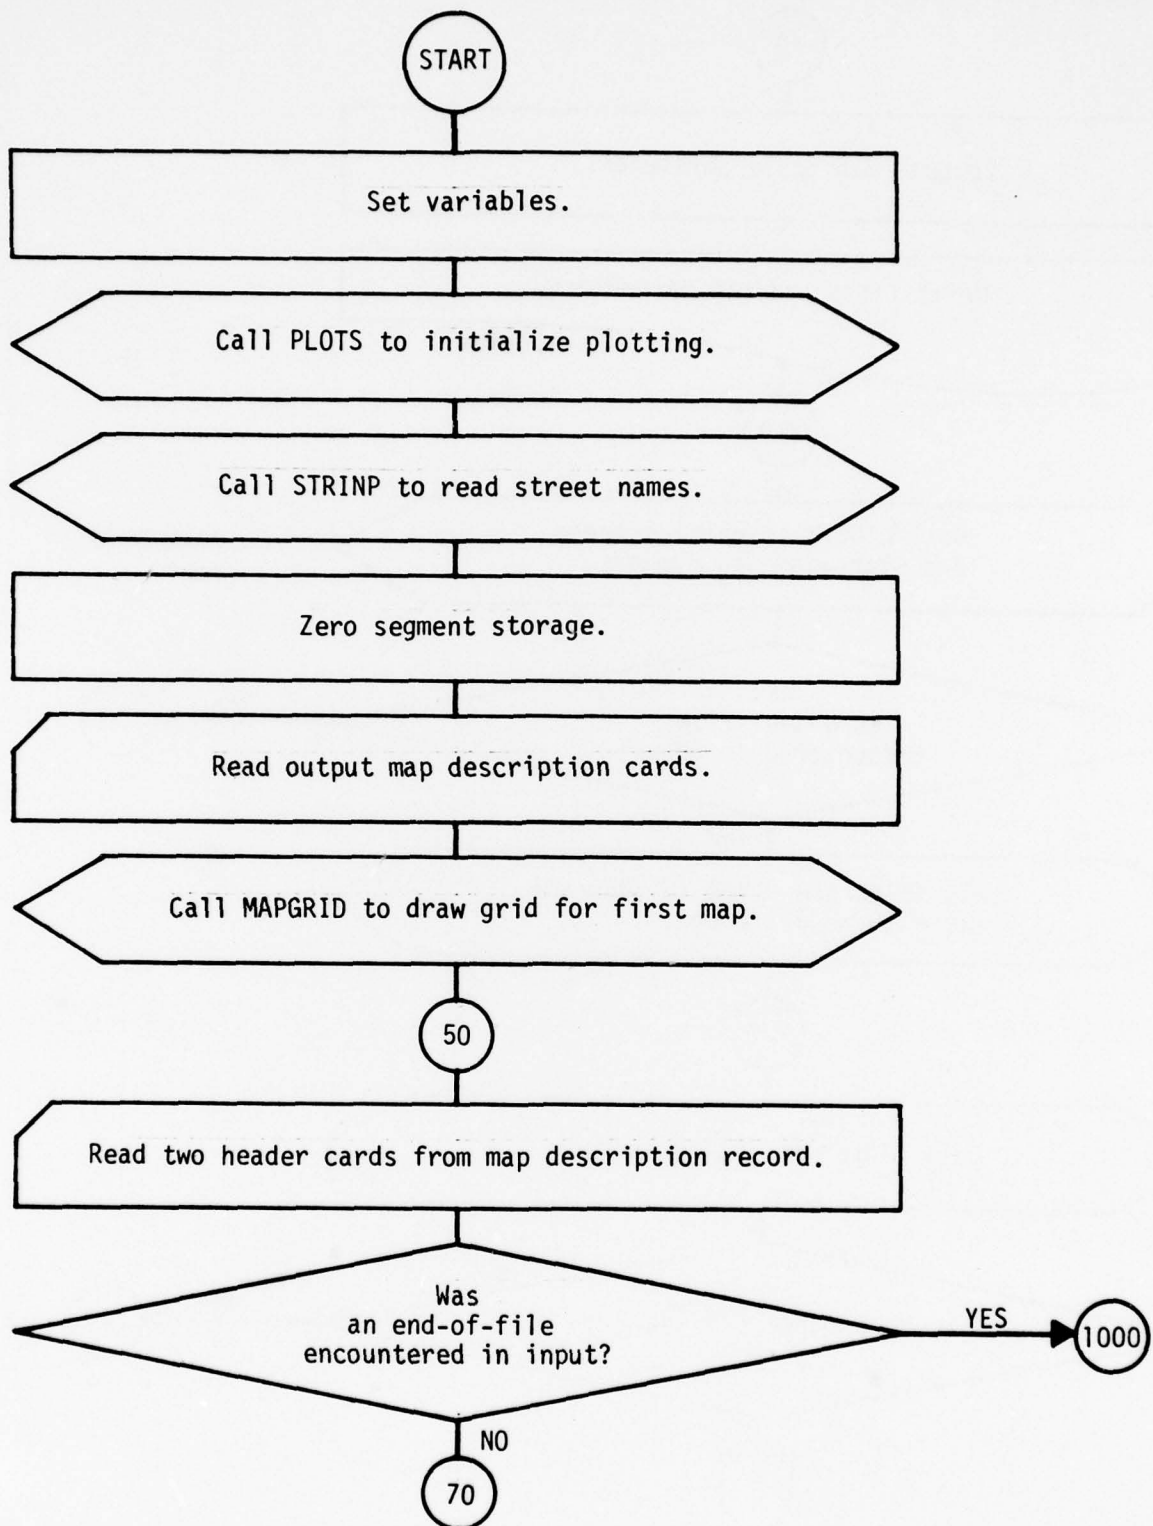 START
Set variables.
Call PLOTS to initialize plotting.
Call STRINP to read street names.
Zero segment storage.
Read output map description cards.
Call MAPGRID to draw grid for first map.
50
Read two header cards from map description record.
Was
an end-of-file
encountered in input?
YES
1000
NO
70